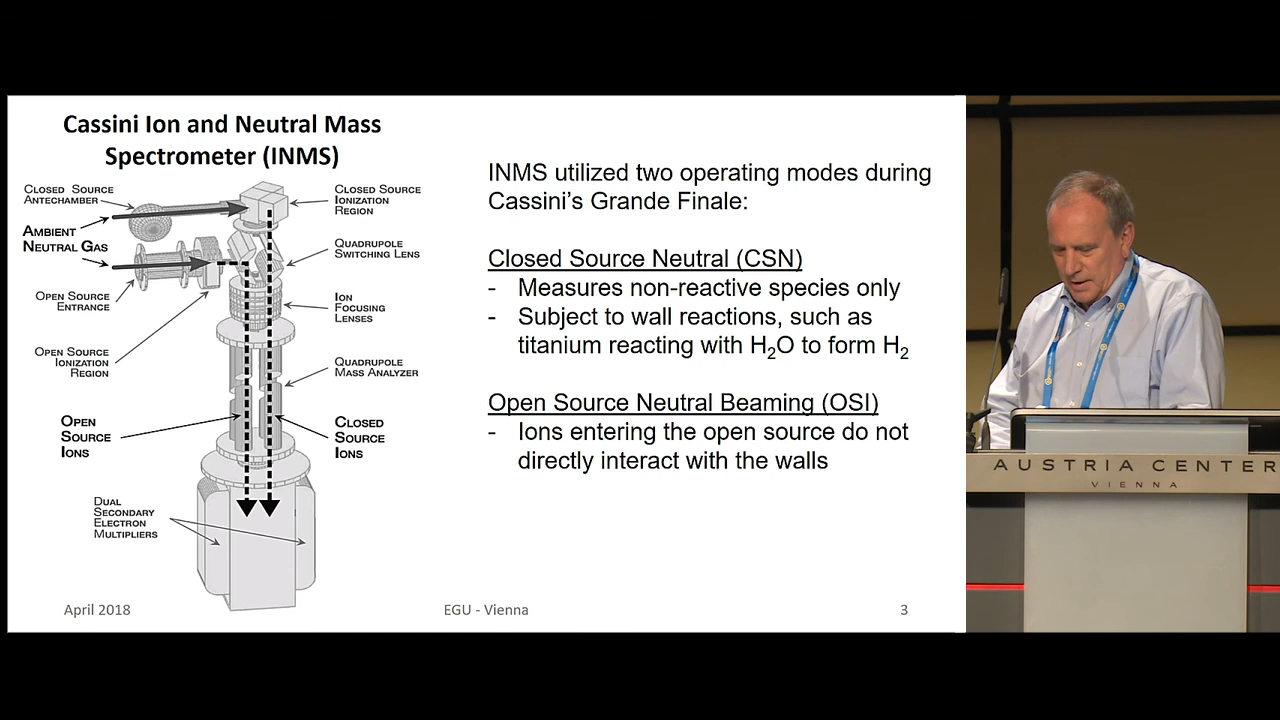 Cassini Ion and Neutral Mass
Spectrometer (INMS)
CLOSED SOURCE
ANTECHAMBER
AMBIENT
NEUTRAL GAS
OPEN SOURCE
ENTRANCE
OPEN SOURCE
IONIZATION
REGION
OPEN
SOURCE
IONS
DUAL
SECONDARY
ELECTRON
MULTIPLIERS
CLOSED SOURCE
IONIZATION
REGION
QUADRUPOLE
SWITCHING LENS
ION
FOCUSING
LENSES
QUADRUPOLE
MASS ANALYZER
CLOSED
SOURCE
IONS
INMS utilized two operating modes during
Cassini's Grande Finale:
Closed Source Neutral (CSN)
- Measures non-reactive species only
- Subject to wall reactions, such as
titanium reacting with H₂O to form H₂
Open Source Neutral Beaming (OSI)
- Ions entering the open source do not
directly interact with the walls
April 2018
EGU - Vienna
3
AUSTRIA CENTER
VIENNA